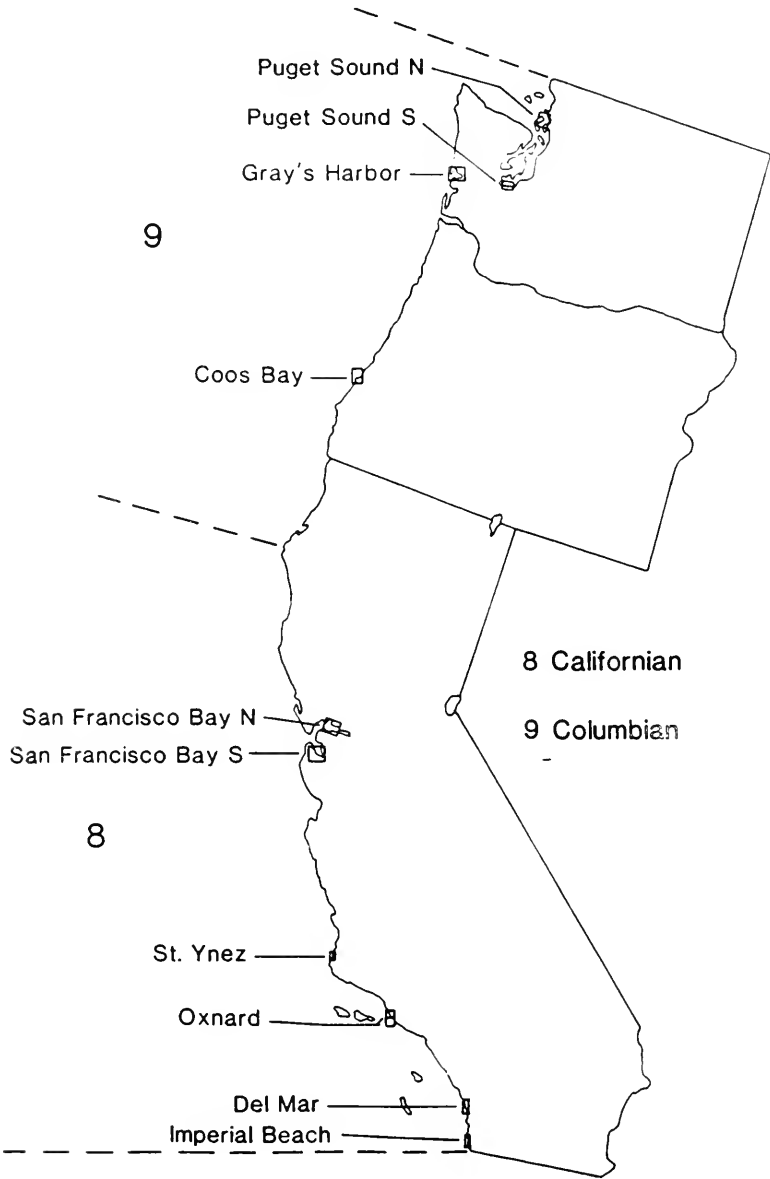 Puget Sound N
Puget Sound S
Gray's Harbor
9
Coos Bay
8 Californian
San Francisco Bay N
9 Columbian
San Francisco Bay S
8
St. Ynez
Oxnard
Del Mar
Imperial Beach